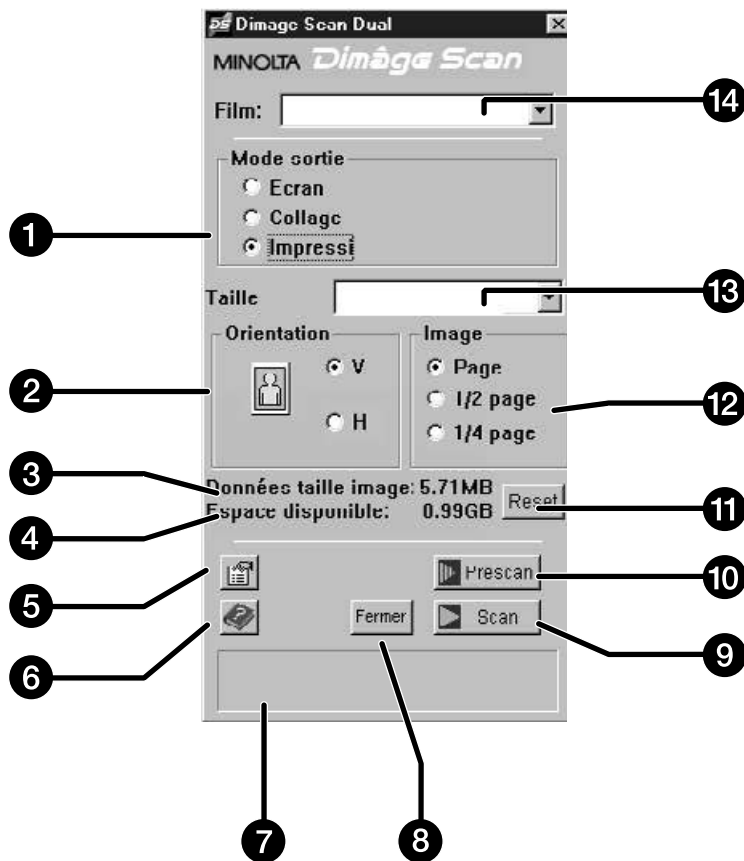 DS Dimage Scan Dual
MINOLTA Dimâge Scan
Film:
14
Mode sortie
Ecran
Collage
1
Impressi
Taille
13
Orientation
Image
V
Page
2
1/2 page
12
H
1/4 page
3
Données taille image: 5.71MB
Reset
4
Espace disponible: 0.99GB
11
5
Prescan
10
6
Fermer
Scan
9
7
8